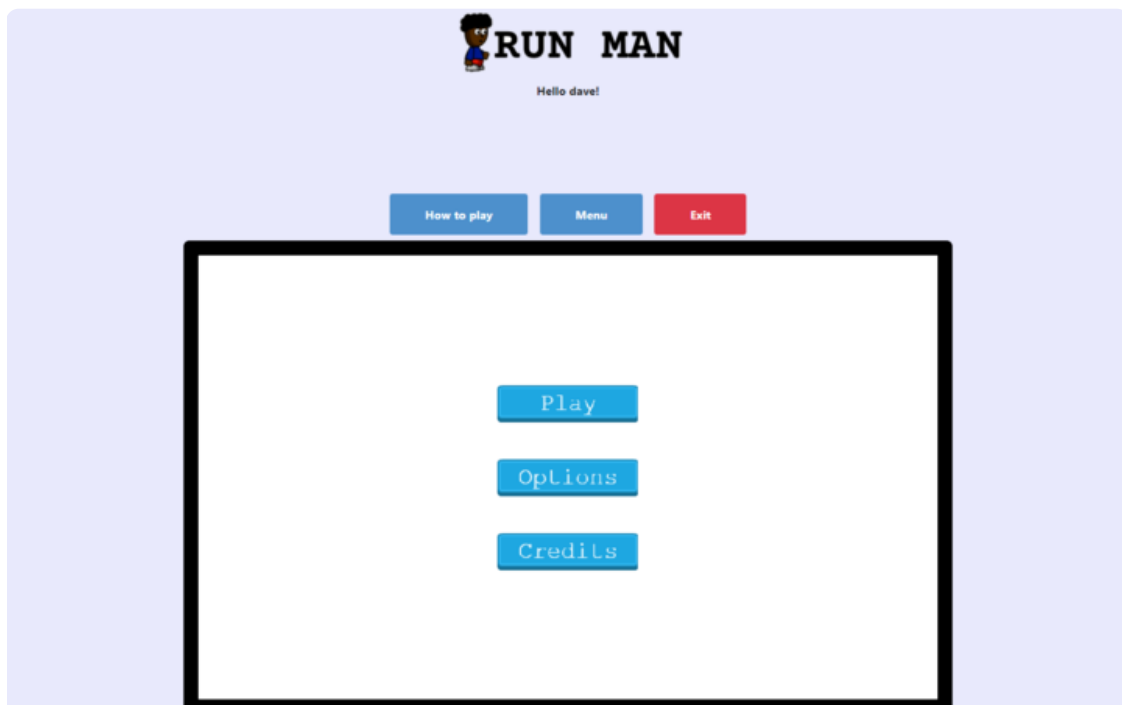 RUN MAN
Hello dave!
How to play Menu Exit
Play
Options
Credits